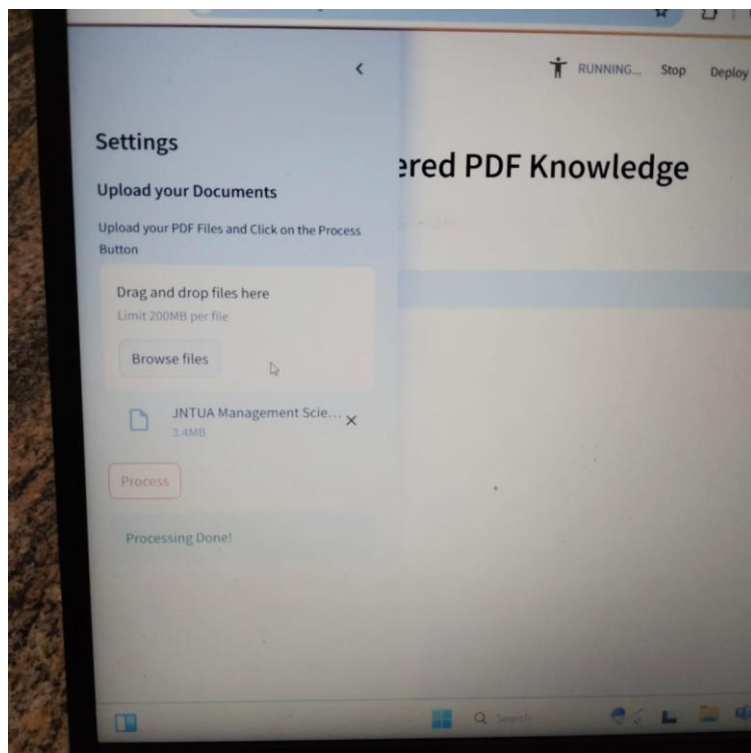 RUNNING... Stop Deploy
Settings
ered PDF Knowledge
Upload your Documents
Upload your PDF Files and Click on the Process
Button
Drag and drop files here
Limit 200MB per file
Browse files
JNTUA Management Scie...
3.4MB
Process
Processing Done!
Search